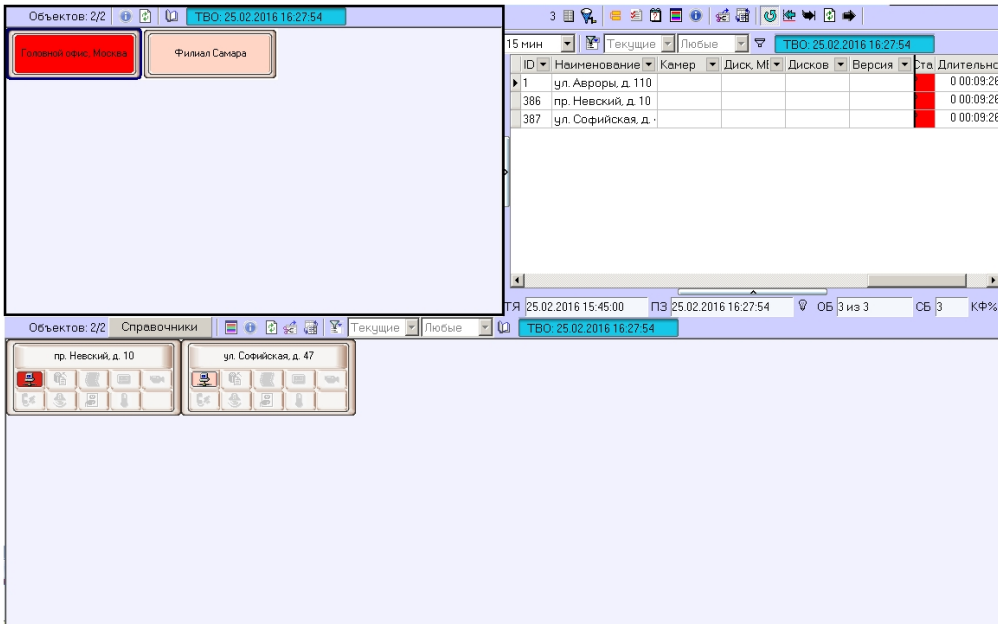 Объектов: 2/2 ТВО: 25.02.2016 16:27:54
Головной офис, Москва Филиал Самара
3
15 мин Текущие Любые ТВО: 25.02.2016 16:27:54
ID Наименование Камер Диск, МБ Дисков Версия Ста Длительно
1 ул. Авроры, д. 110 0 00:09:26
386 пр. Невский, д. 10 0 00:09:26
387 ул. Софийская, д. 0 00:09:26
ТЯ 25.02.2016 15:45:00 ПЗ 25.02.2016 16:27:54 ОБ 3 из 3 СБ 3 КФ%
Объектов: 2/2 Справочники Текущие Любые ТВО: 25.02.2016 16:27:54
пр. Невский, д. 10 ул. Софийская, д. 47